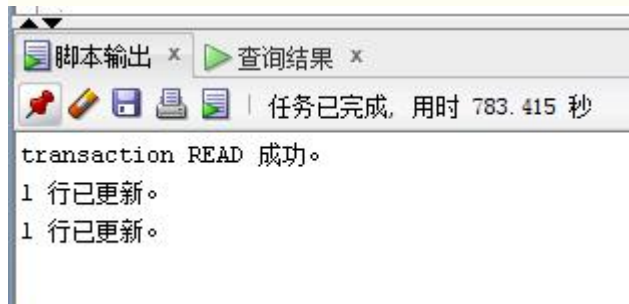 脚本输出 × 查询结果 ×
任务已完成, 用时 783.415 秒
transaction READ 成功。
1 行已更新。
1 行已更新。